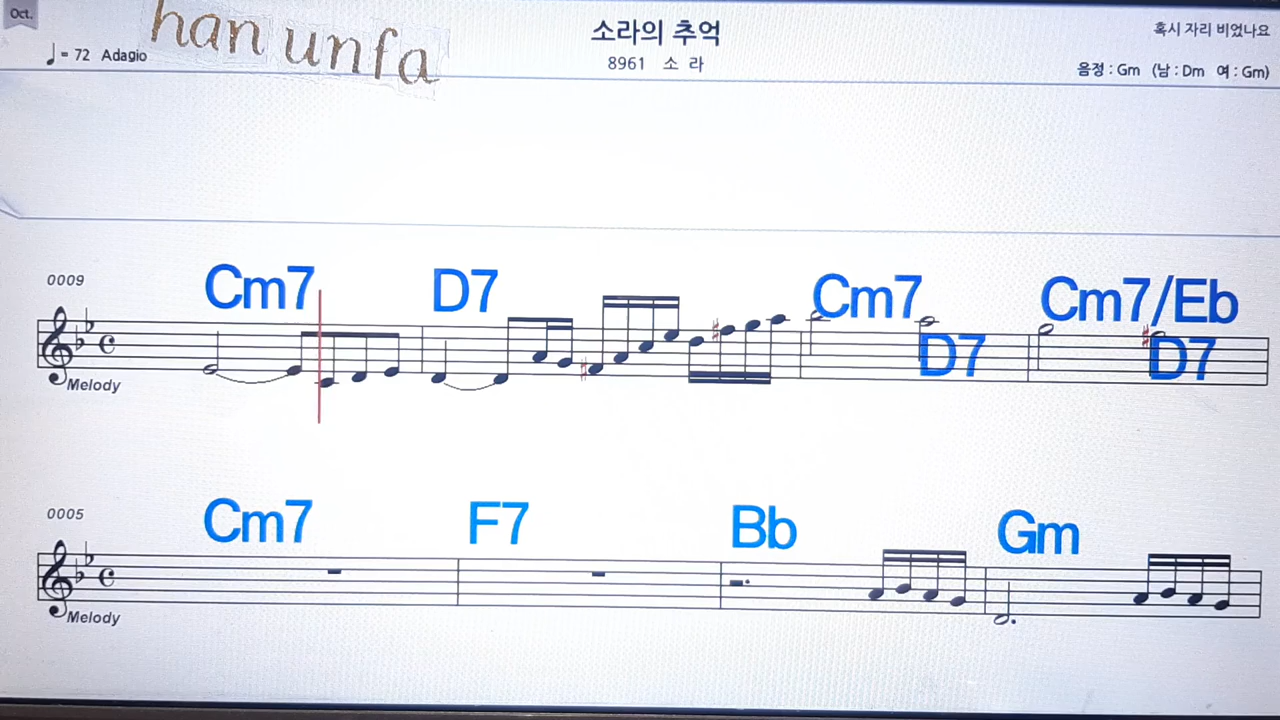 Oct.
han unfa
소라의 추억
혹시 자리 비었나요
♩= 72 Adagio
8961 소 라
음정 : Gm (남 : Dm 여 : Gm)
0009
Cm7 D7 Cm7 D7 Cm7/Eb D7
Melody
0005
Cm7 F7 Bb Gm
Melody